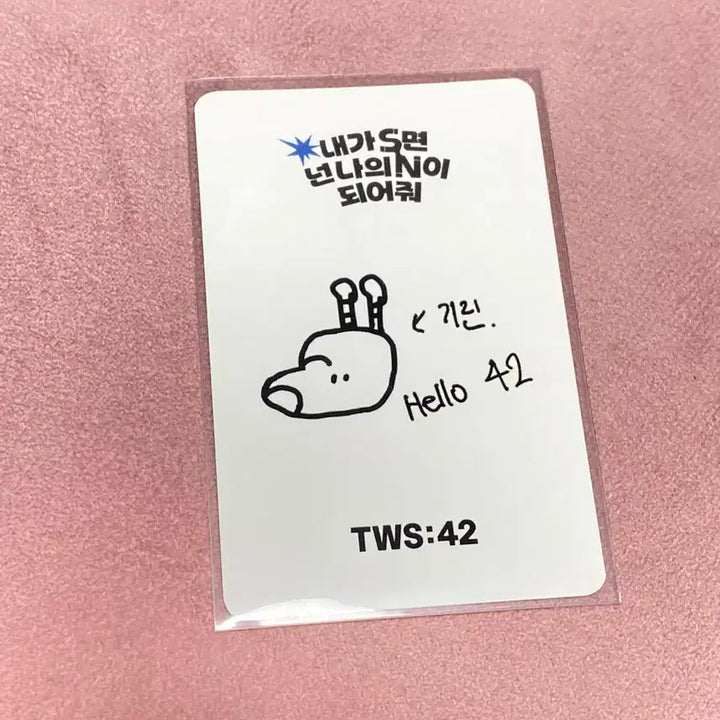 내가 S면
넌 나의 N이
되어줘
< 기린.
Hello 42
TWS:42